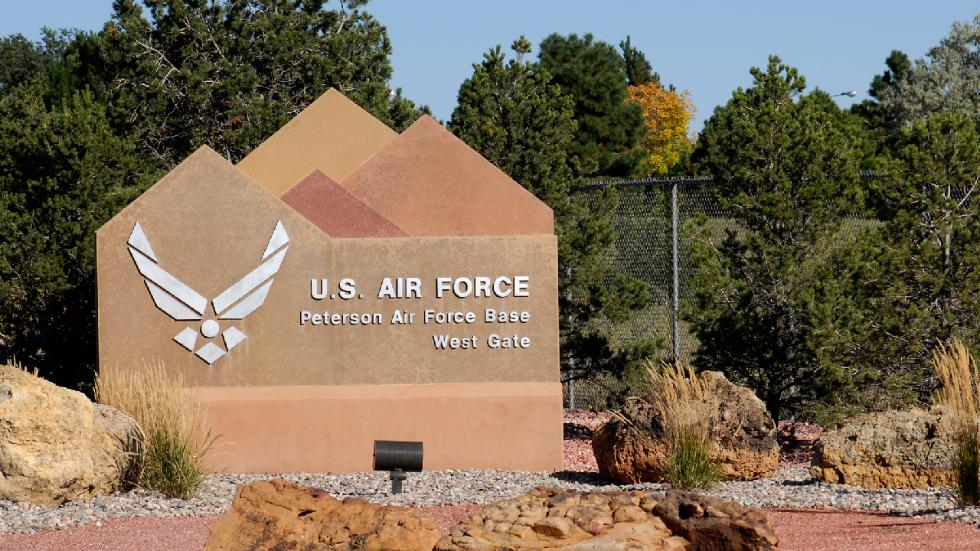 U.S. AIR FORCE
Peterson Air Force Base
West Gate